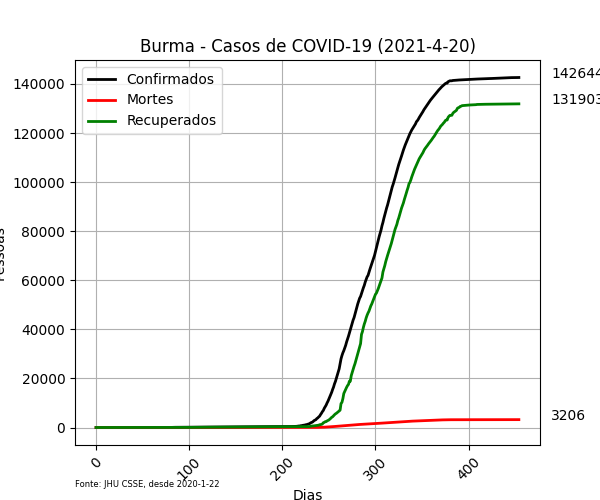 Burma - Casos de COVID-19 (2021-4-20)
Confirmados
Mortes
Recuperados
142644
131903
3206
140000
120000
100000
80000
60000
40000
20000
0
0 100 200 300 400
Dias
Fonte: JHU CSSE, desde 2020-1-22